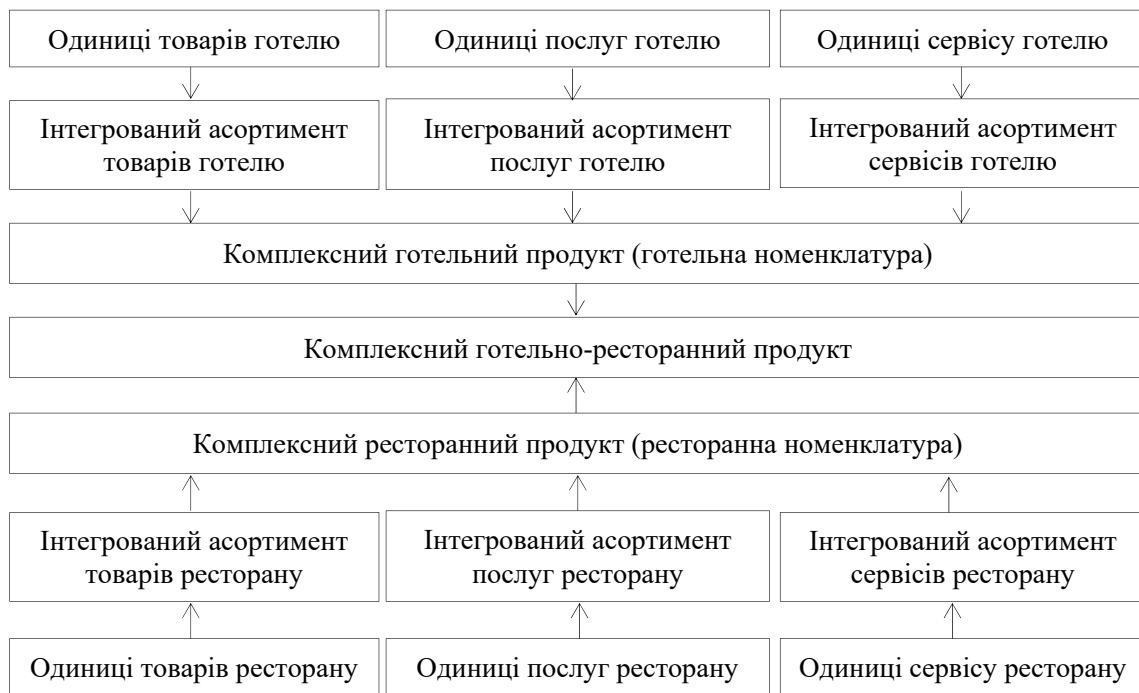 Одиниці товарів готелю
Одиниці послуг готелю
Одиниці сервісу готелю
Інтегрований асортимент
товарів готелю
Інтегрований асортимент
послуг готелю
Інтегрований асортимент
сервісів готелю
Комплексний готельний продукт (готельна номенклатура)
Комплексний готельно-ресторанний продукт
Комплексний ресторанний продукт (ресторанна номенклатура)
Інтегрований асортимент
товарів ресторану
Інтегрований асортимент
послуг ресторану
Інтегрований асортимент
сервісів ресторану
Одиниці товарів ресторану
Одиниці послуг ресторану
Одиниці сервісу ресторану